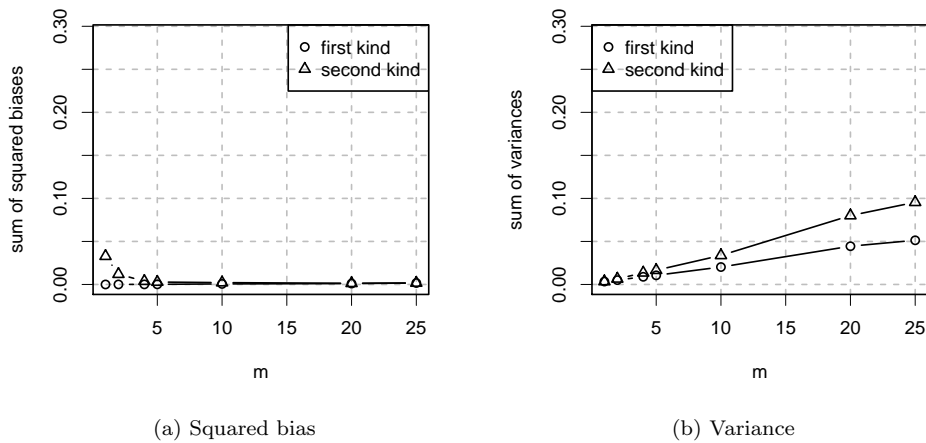 sum of squared biases
0.00
0.10
0.20
0.30
first kind
second kind
5
10
15
20
25
m
(a) Squared bias
sum of variances
0.00
0.10
0.20
0.30
first kind
second kind
5
10
15
20
25
m
(b) Variance